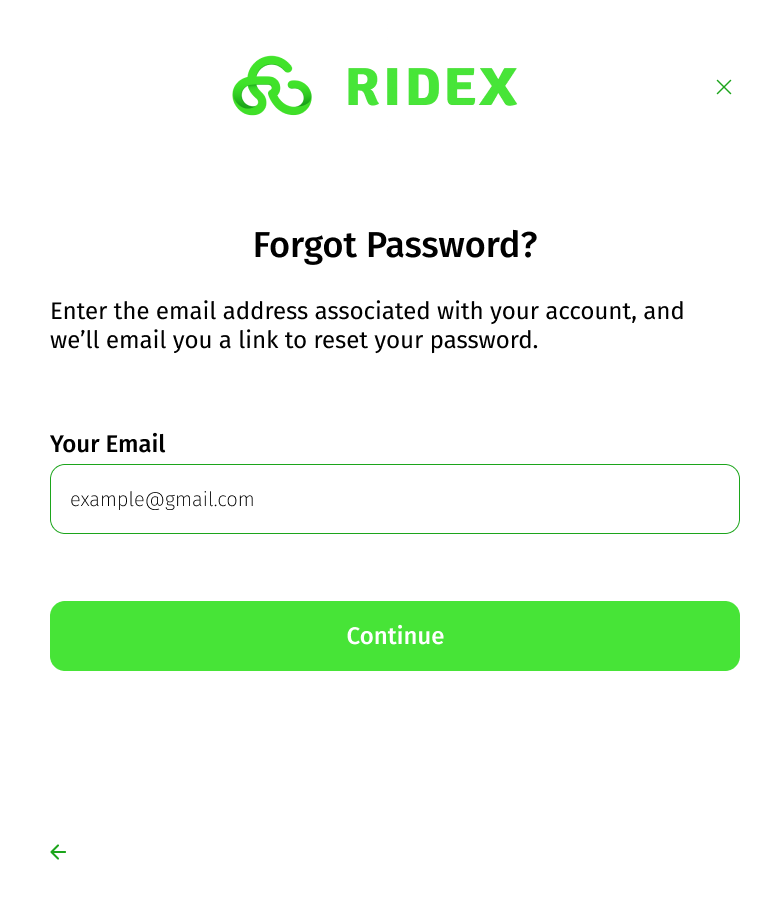 RIDEX
Forgot Password?
Enter the email address associated with your account, and
we’ll email you a link to reset your password.
Your Email
example@gmail.com
Continue